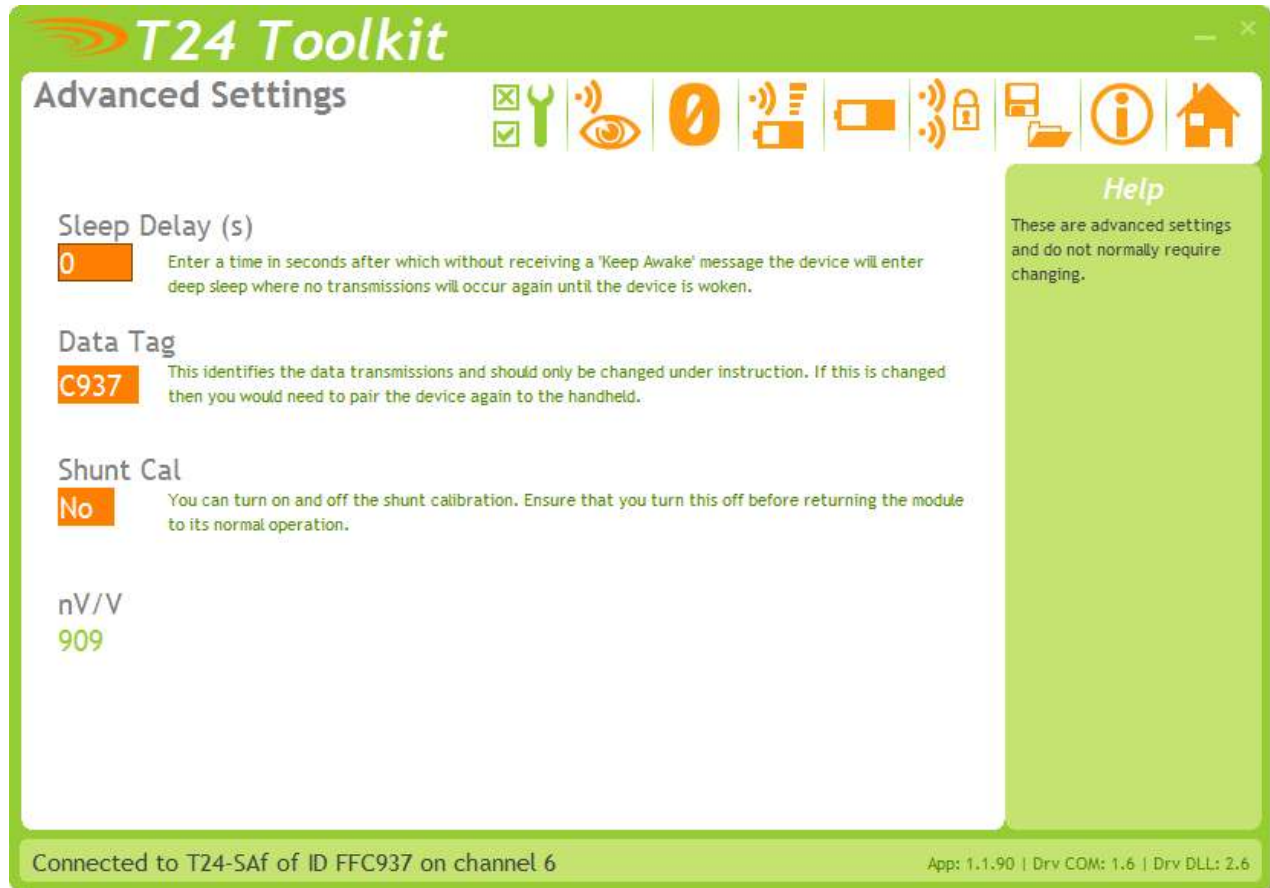 T24 Toolkit
Advanced Settings
0
Help
These are advanced settings
and do not normally require
changing.
Sleep Delay (s)
0
Enter a time in seconds after which without receiving a 'Keep Awake' message the device will enter
deep sleep where no transmissions will occur again until the device is woken.
Data Tag
C937
This identifies the data transmissions and should only be changed under instruction. If this is changed
then you would need to pair the device again to the handheld.
Shunt Cal
No
You can turn on and off the shunt calibration. Ensure that you turn this off before returning the module
to its normal operation.
nV/V
909
Connected to T24-SAf of ID FFC937 on channel 6
App: 1.1.90 | Drv COM: 1.6 | Drv DLL: 2.6